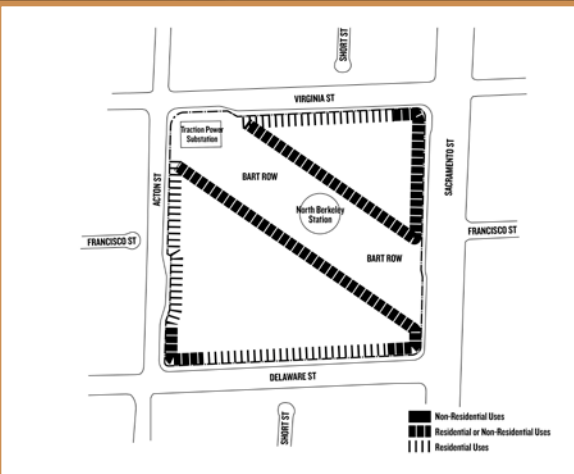 SHORT ST
VIRGINIA ST
Traction Power
Substation
ACTON ST
BART ROW
SACRAMENTO ST
North Berkeley
Station
FRANCISCO ST
FRANCISCO ST
BART ROW
DELAWARE ST
SHORT ST
Non-Residential Uses
Residential or Non-Residential Uses
Residential Uses